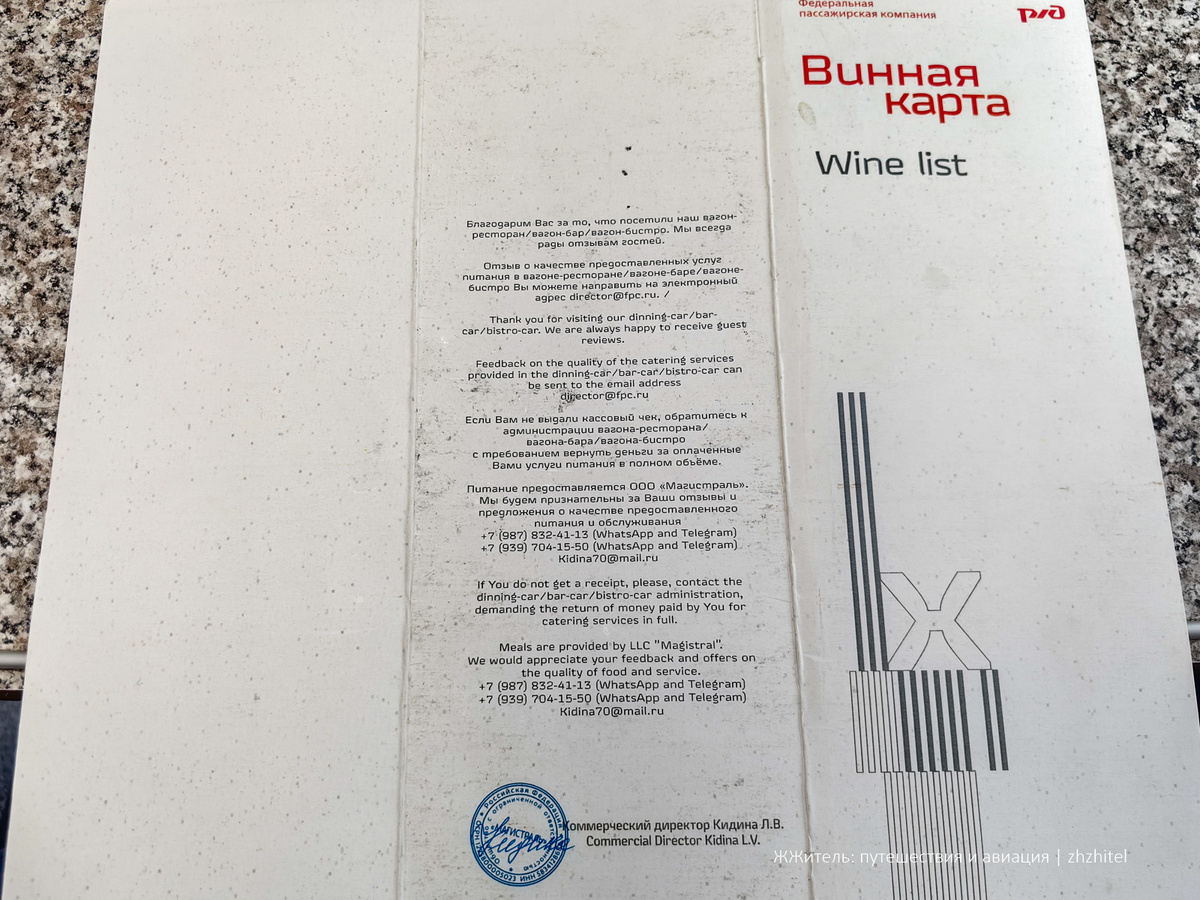 Благодарим Вас за то, что посетили наш вагон-
ресторан/вагон-бар/вагон-бистро. Мы всегда
рады отзывам гостей.
Отзыв о качестве предоставленных услуг
питания в вагоне-ресторане/вагоне-баре/вагоне-
бистро Вы можете направить на электронный
адрес director@fpc.ru. /
Thank you for visiting our dinning-car/bar-
car/bistro-car. We are always happy to receive guest
reviews.
Feedback on the quality of the catering services
provided in the dinning-car/bar-car/bistro-car can
be sent to the email address
director@fpc.ru
Если Вам не выдали кассовый чек, обратитесь к
администрации вагона-ресторана/
вагона-бара/вагона-бистро
с требованием вернуть деньги за оплаченные
Вами услуги питания в полном объёме.
Питание предоставляется ООО «Магистраль».
Мы будем признательны за Ваши отзывы и
предложения о качестве предоставленного
питания и обслуживания
+7 (987) 832-41-13 (WhatsApp and Telegram)
+7 (939) 704-15-50 (WhatsApp and Telegram)
Kidina70@mail.ru
If You do not get a receipt, please, contact the
dinning-car/bar-car/bistro-car administration,
demanding the return of money paid by You for
catering services in full.
Meals are provided by LLC "Magistral".
We would appreciate your feedback and offers on
the quality of food and service.
+7 (987) 832-41-13 (WhatsApp and Telegram)
+7 (939) 704-15-50 (WhatsApp and Telegram)
Kidina70@mail.ru
Российская Федерация
Общество с ограниченной ответственностью
МАГИСТРАЛЬ
Коммерческий директор Кидина Л.В.
Commercial Director Kidina L.V.
Федеральная
пассажирская компания
ржд
Винная
карта
Wine list
ЖЖитель: путешествия и авиация | zhzhitel